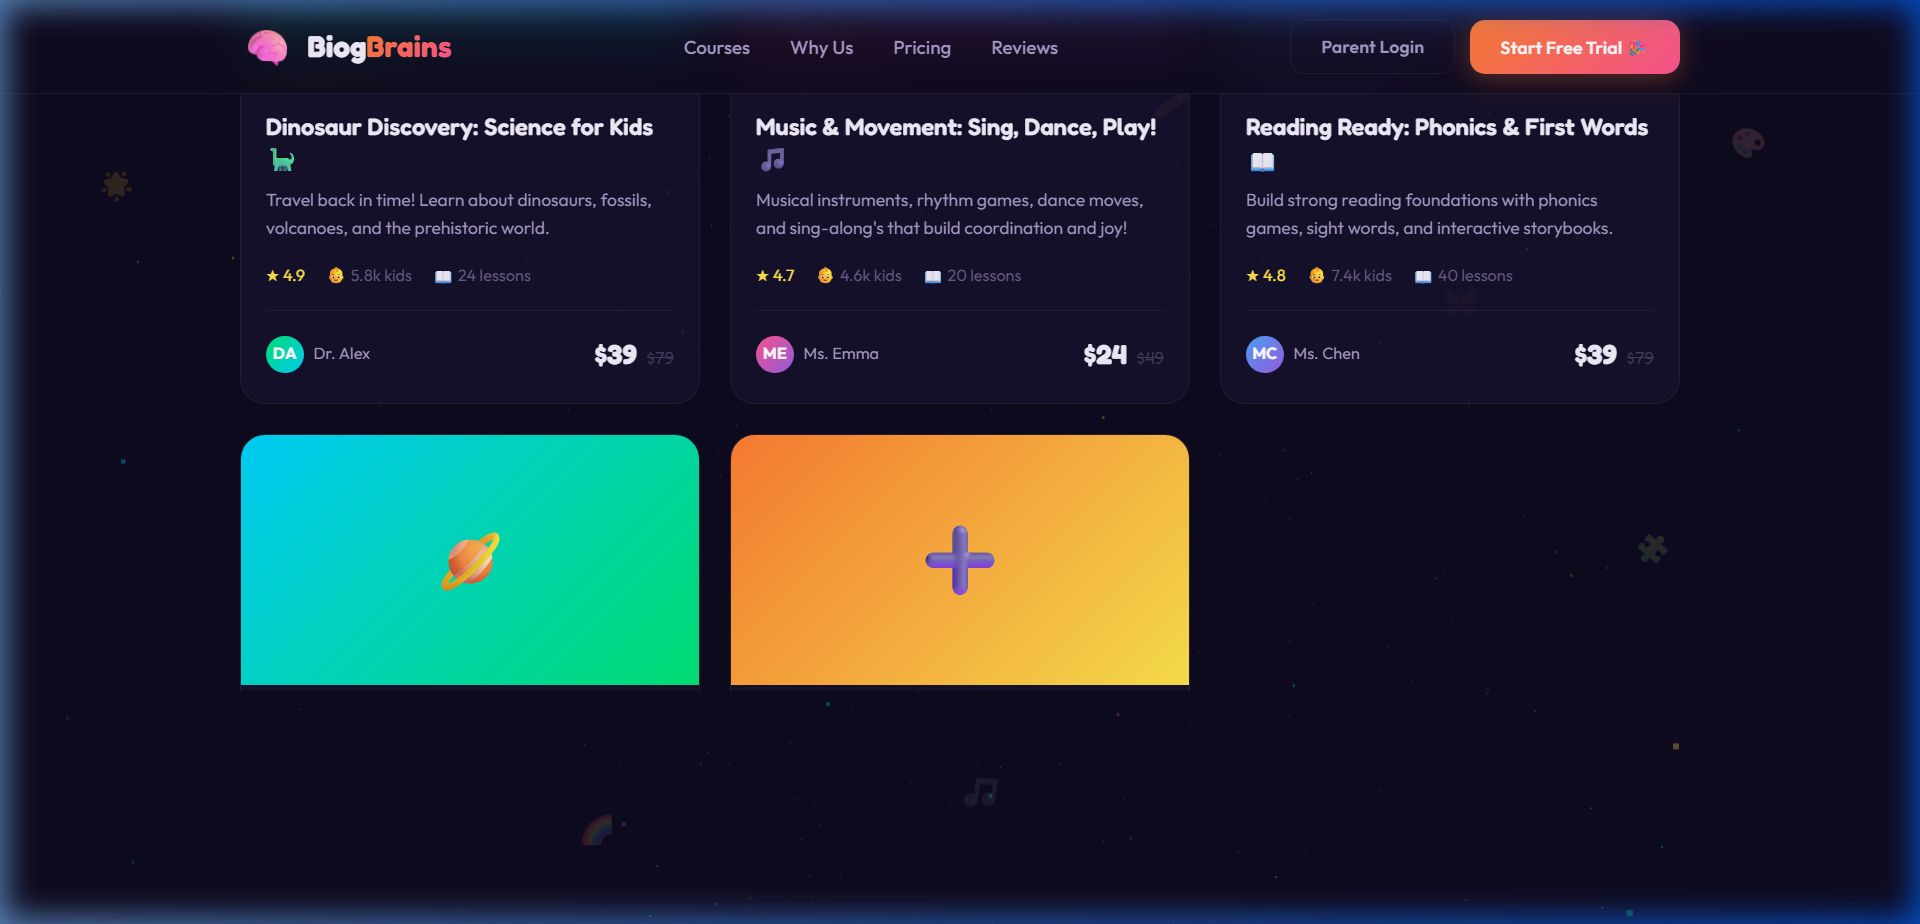 BiogBrains
Courses
Why Us
Pricing
Reviews
Parent Login
Start Free Trial 🎉
Dinosaur Discovery: Science for Kids
🦕
Travel back in time! Learn about dinosaurs, fossils,
volcanoes, and the prehistoric world.
★ 4.9 👶 5.8k kids 📖 24 lessons
DA Dr. Alex $39 $79
Music & Movement: Sing, Dance, Play!
🎵
Musical instruments, rhythm games, dance moves,
and sing-along's that build coordination and joy!
★ 4.7 👶 4.6k kids 📖 20 lessons
ME Ms. Emma $24 $49
Reading Ready: Phonics & First Words
📖
Build strong reading foundations with phonics
games, sight words, and interactive storybooks.
★ 4.8 👶 7.4k kids 📖 40 lessons
MC Ms. Chen $39 $79